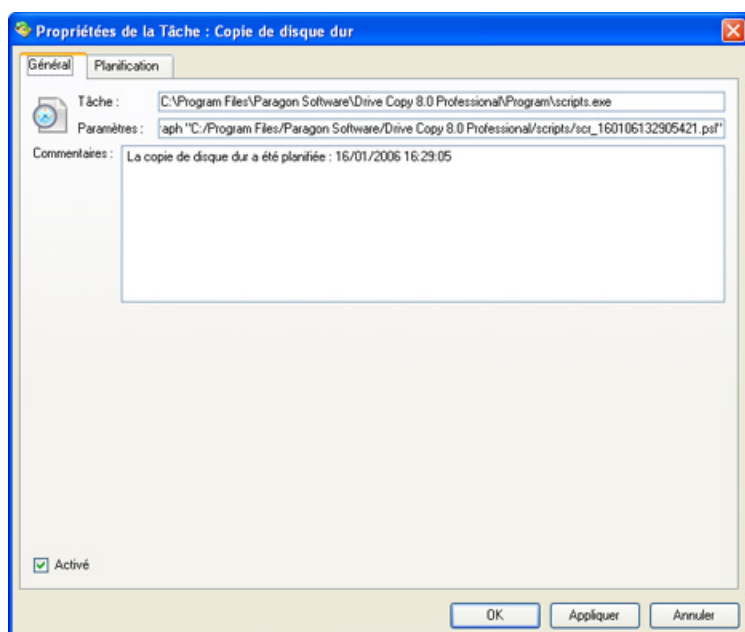 Propriétées de la Tâche : Copie de disque dur
Général Planification
Tâche : C:\Program Files\Paragon Software\Drive Copy 8.0 Professional\Program\scripts.exe
Paramètres : aph "C:/Program Files/Paragon Software/Drive Copy 8.0 Professional/scripts/scr_160106132905421.psl"
Commentaires : La copie de disque dur a été planifiée : 16/01/2006 16:29:05
Activé
OK Appliquer Annuler